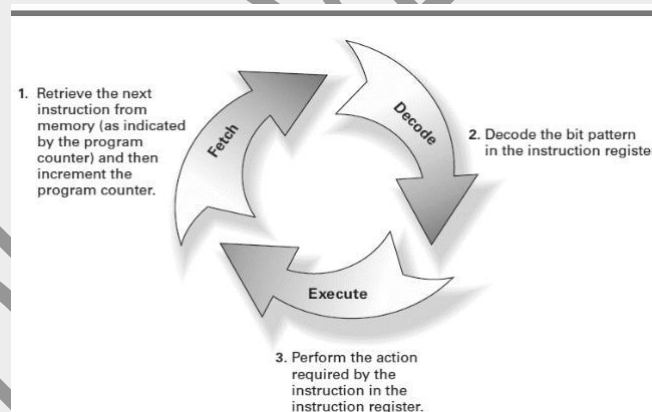 1. Retrieve the next
instruction from
memory (as indicated
by the program
counter) and then
increment the
program counter.
Fetch
Decode
2. Decode the bit pattern
in the instruction registe
Execute
3. Perform the action
required by the
instruction in the
instruction register.